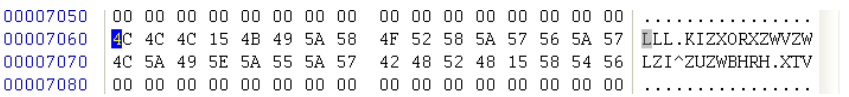 00007050 00 00 00 00 00 00 00 00 00 00 00 00 00 00 00 00 ................
00007060 4C 4C 4C 15 4B 49 5A 58 4F 52 58 5A 57 56 5A 57 LLL.KIZXORXZWVZW
00007070 4C 5A 49 5E 5A 55 5A 57 42 48 52 48 15 58 54 56 LZI^ZUZWBHRH.XTV
00007080 00 00 00 00 00 00 00 00 00 00 00 00 00 00 00 00 ................